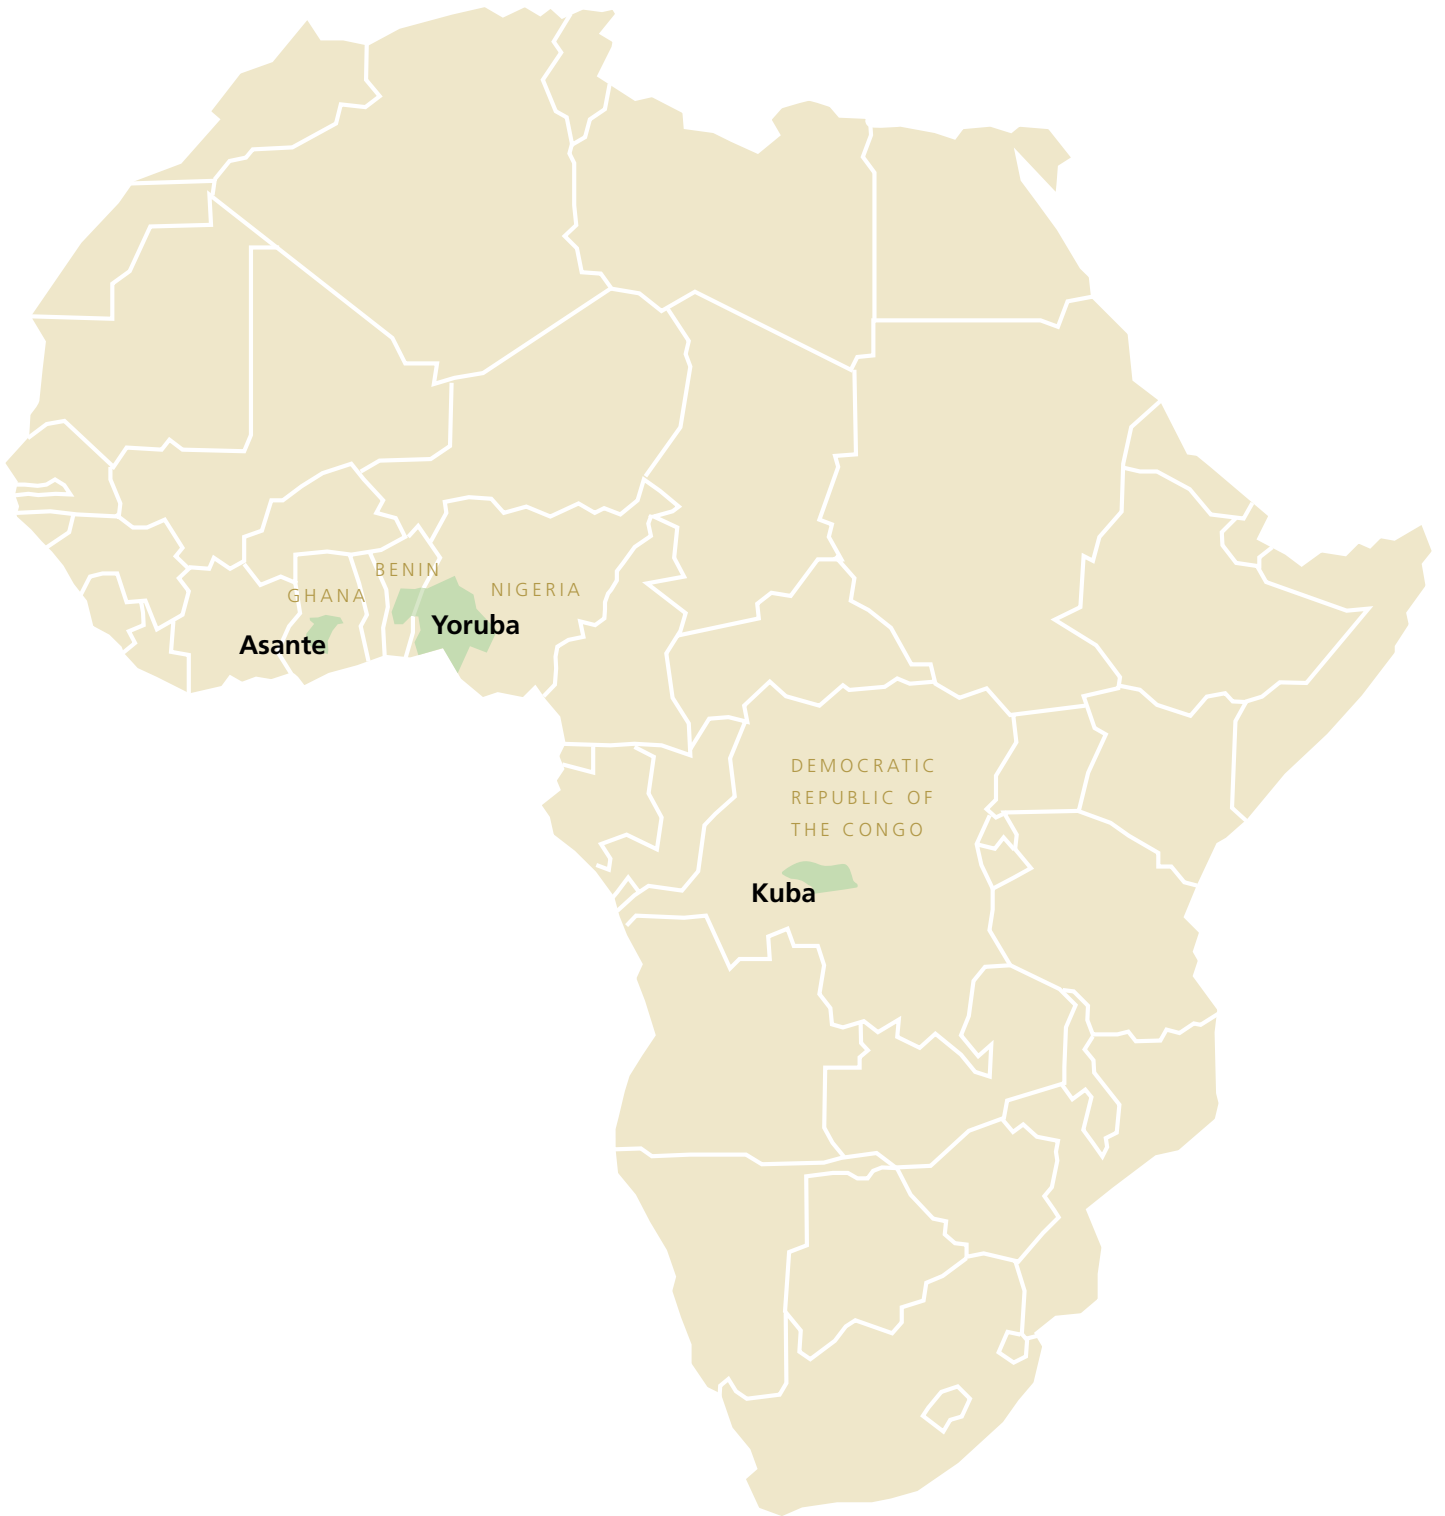 BENIN
GHANA
NIGERIA
Yoruba
Asante
DEMOCRATIC
REPUBLIC OF
THE CONGO
Kuba